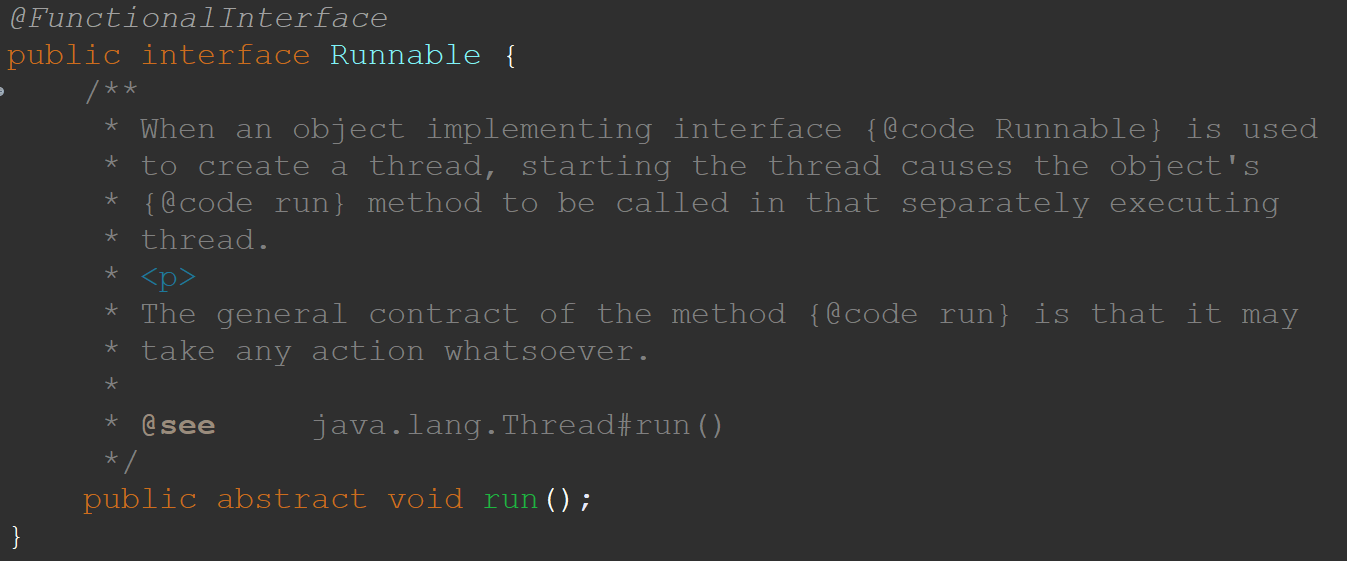 @FunctionalInterface
public interface Runnable {
    /**
     * When an object implementing interface {@code Runnable} is used
     * to create a thread, starting the thread causes the object's
     * {@code run} method to be called in that separately executing
     * thread.
     * <p>
     * The general contract of the method {@code run} is that it may
     * take any action whatsoever.
     *
     * @see     java.lang.Thread#run()
     */
    public abstract void run();
}